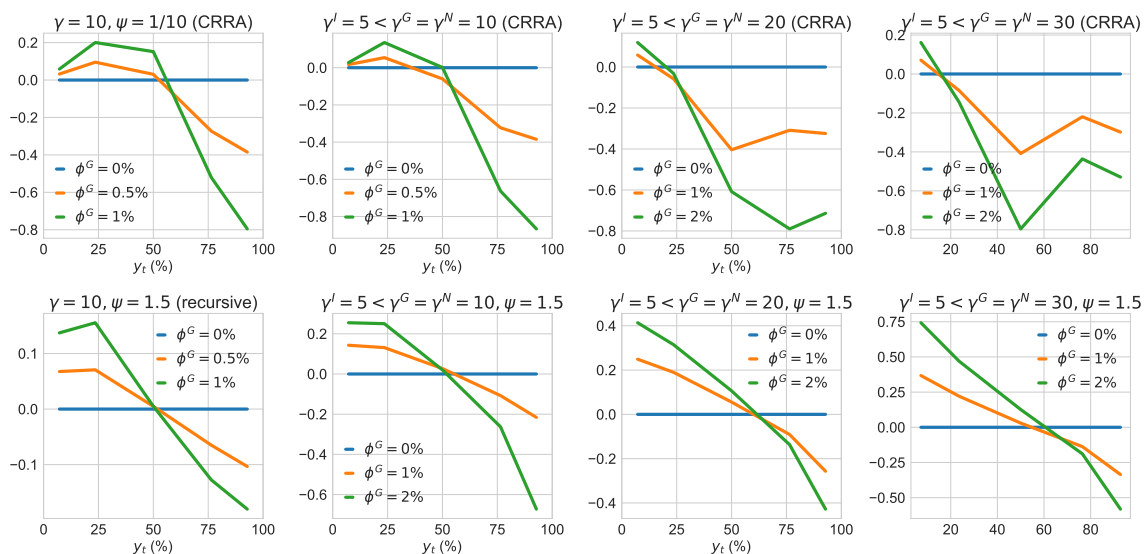 γ = 10, ψ = 1/10 (CRRA)
0.2
0.0
−0.2
−0.4
−0.6
−0.8
ϕ^G = 0%
ϕ^G = 0.5%
ϕ^G = 1%
0 25 50 75 100
y_t (%)
γ^I = 5 < γ^G = γ^N = 10 (CRRA)
0.0
−0.2
−0.4
−0.6
−0.8
ϕ^G = 0%
ϕ^G = 0.5%
ϕ^G = 1%
0 25 50 75 100
y_t (%)
γ^I = 5 < γ^G = γ^N = 20 (CRRA)
0.0
−0.2
−0.4
−0.6
−0.8
ϕ^G = 0%
ϕ^G = 1%
ϕ^G = 2%
0 25 50 75 100
y_t (%)
γ^I = 5 < γ^G = γ^N = 30 (CRRA)
0.2
0.0
−0.2
−0.4
−0.6
−0.8
ϕ^G = 0%
ϕ^G = 1%
ϕ^G = 2%
20 40 60 80
γ = 10, ψ = 1.5 (recursive)
0.1
0.0
−0.1
ϕ^G = 0%
ϕ^G = 0.5%
ϕ^G = 1%
0 25 50 75 100
y_t (%)
γ^I = 5 < γ^G = γ^N = 10, ψ = 1.5
0.2
0.0
−0.2
−0.4
−0.6
ϕ^G = 0%
ϕ^G = 1%
ϕ^G = 2%
0 25 50 75 100
y_t (%)
γ^I = 5 < γ^G = γ^N = 20, ψ = 1.5
0.4
0.2
0.0
−0.2
−0.4
ϕ^G = 0%
ϕ^G = 1%
ϕ^G = 2%
0 25 50 75 100
y_t (%)
γ^I = 5 < γ^G = γ^N = 30, ψ = 1.5
0.75
0.50
0.25
0.00
−0.25
−0.50
ϕ^G = 0%
ϕ^G = 1%
ϕ^G = 2%
20 40 60 80